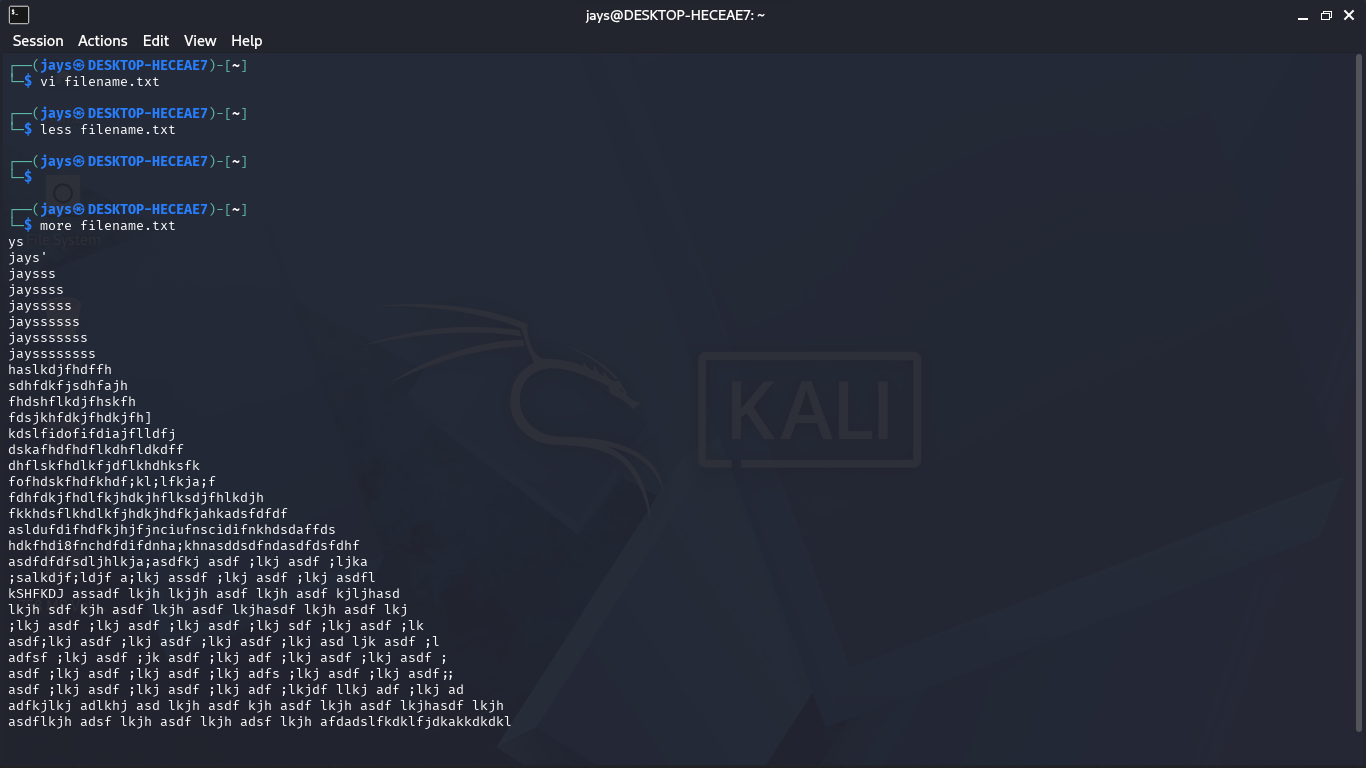 jays@DESKTOP-HECEAE7: ~
Session Actions Edit View Help
┌──(jays㉿DESKTOP-HECEAE7)-[~]
└─$ vi filename.txt
┌──(jays㉿DESKTOP-HECEAE7)-[~]
└─$ less filename.txt
┌──(jays㉿DESKTOP-HECEAE7)-[~]
└─$
┌──(jays㉿DESKTOP-HECEAE7)-[~]
└─$ more filename.txt
ys
File System
jays'
jaysss
jayssss
jaysssss
jayssssss
jaysssssss
jayssssssss
haslkdjfhdffh
sdhfdkfjsdhfajh
fhdshflkdjfhskfh
fdsjkhfdkjfhdkjfh]
kdslfidofifdiajflldfj
dskafhdfhdflkdhfldkdff
dhflskfhdlkfjdflkhdhksfk
fofhdskfhdfkhdf;kl;lfkja;f
fdhfdkjfhdlfkjhdkjhflksdjfhlkdjh
fkkhdsflkhdlkfjhdkjhdfkjahkadsfdfdf
asldufdifhdfkjhjfjnciufnscidifnkhdsdaffds
hdkfhdi8fnchdfdifdnha;khnasddsdfndasdfdsfdhf
asdfdfdfsdljhlkja;asdfkj asdf ;lkj asdf ;ljka
;salkdjf;ldjf a;lkj assdf ;lkj asdf ;lkj asdfl
kSHFKDJ assadf lkjh lkjjh asdf lkjh asdf kjljhasd
lkjh sdf kjh asdf lkjh asdf lkjhasdf lkjh asdf lkj
;lkj asdf ;lkj asdf ;lkj asdf ;lkj sdf ;lkj asdf ;lk
asdf;lkj asdf ;lkj asdf ;lkj asdf ;lkj asd ljk asdf ;l
adfsf ;lkj asdf ;jk asdf ;lkj adf ;lkj asdf ;lkj asdf ;
asdf ;lkj asdf ;lkj asdf ;lkj adfs ;lkj asdf ;lkj asdf;;
asdf ;lkj asdf ;lkj asdf ;lkj adf ;lkjdf llkj adf ;lkj ad
adfkjlkj adlkhj asd lkjh asdf kjh asdf lkjh asdf lkjhasdf lkjh
asdflkjh adsf lkjh asdf lkjh adsf lkjh afdadslfkdklfjdkakkdkdkl
KALI